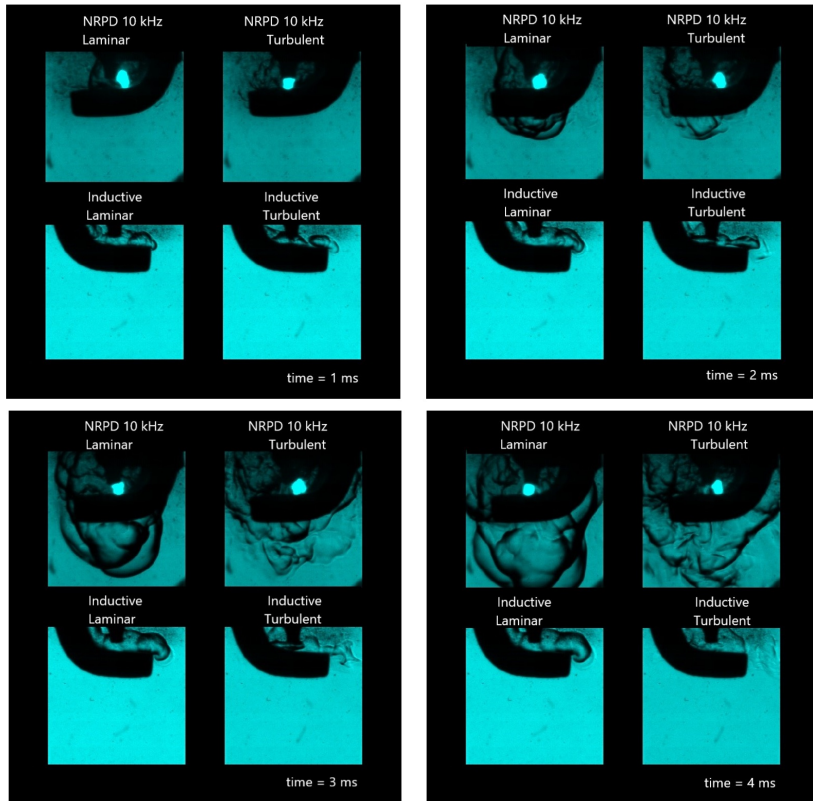 NRPD 10 kHz
Laminar
NRPD 10 kHz
Turbulent
Inductive
Laminar
Inductive
Turbulent
time = 1 ms
NRPD 10 kHz
Laminar
NRPD 10 kHz
Turbulent
Inductive
Laminar
Inductive
Turbulent
time = 2 ms
NRPD 10 kHz
Laminar
NRPD 10 kHz
Turbulent
Inductive
Laminar
Inductive
Turbulent
time = 3 ms
NRPD 10 kHz
Laminar
NRPD 10 kHz
Turbulent
Inductive
Laminar
Inductive
Turbulent
time = 4 ms